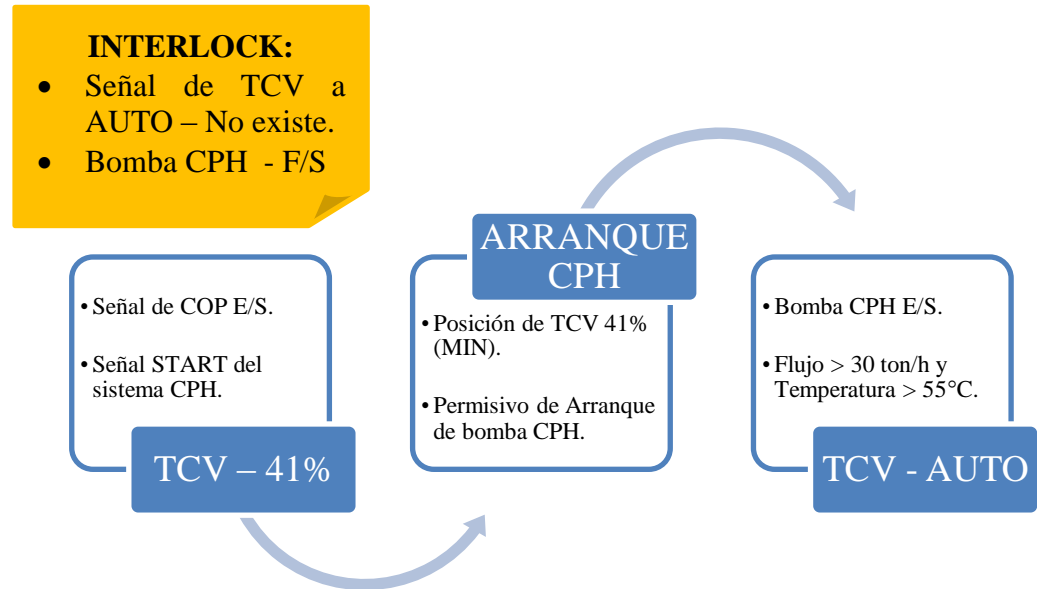 INTERLOCK:
• Señal de TCV a
AUTO – No existe.
• Bomba CPH - F/S
• Señal de COP E/S.
• Señal START del
sistema CPH.
TCV – 41%
ARRANQUE
CPH
• Posición de TCV 41%
(MIN).
• Permisivo de Arranque
de bomba CPH.
• Bomba CPH E/S.
• Flujo > 30 ton/h y
Temperatura > 55°C.
TCV - AUTO